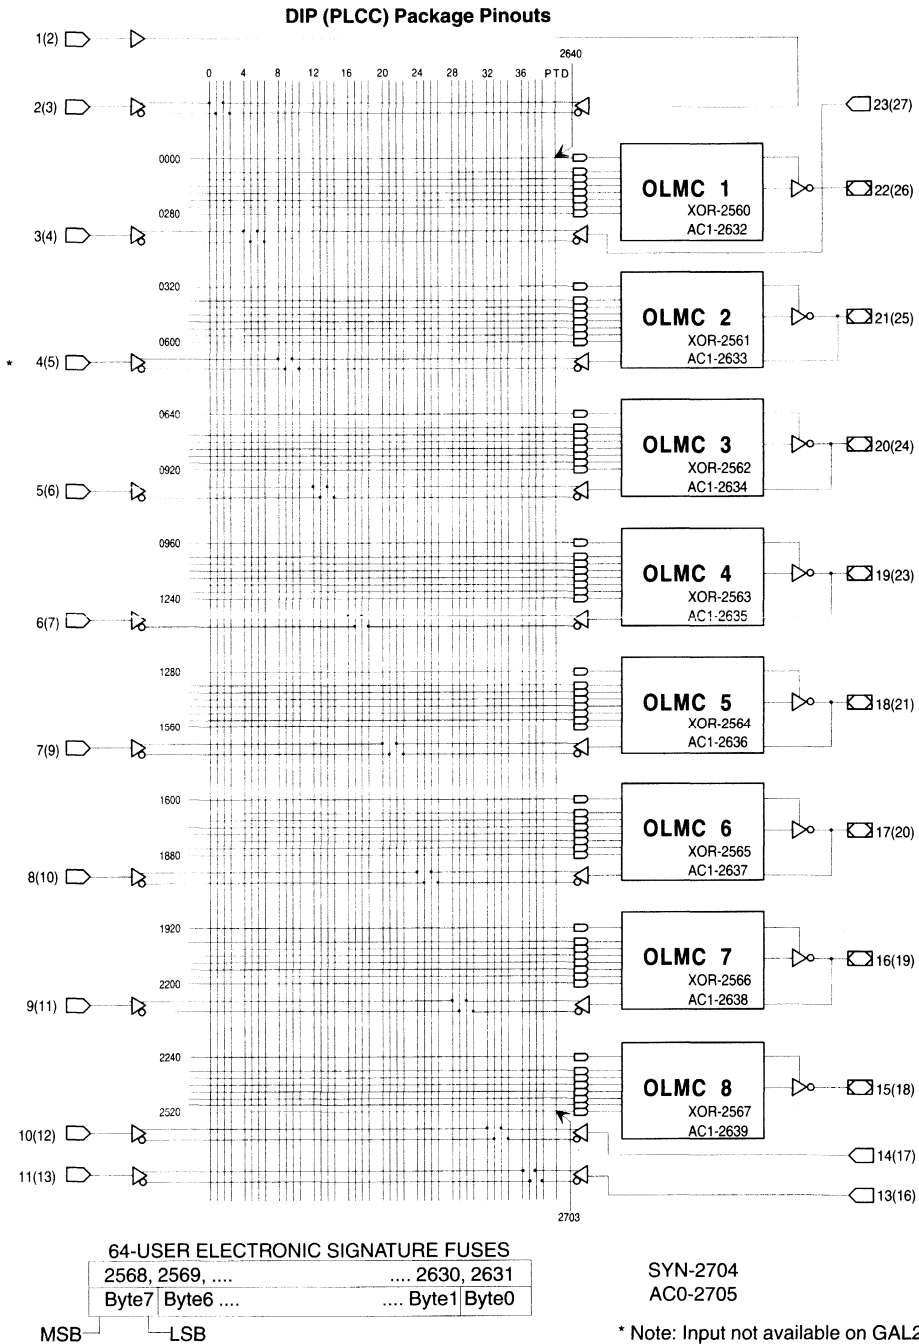 DIP (PLCC) Package Pinouts
1(2)
2640
0 4 8 12 16 20 24 28 32 36 PTD
2(3)
23(27)
0000
OLMC 1
XOR-2560
AC1-2632
22(26)
0280
3(4)
0320
OLMC 2
XOR-2561
AC1-2633
21(25)
0600
* 4(5)
0640
OLMC 3
XOR-2562
AC1-2634
20(24)
0920
5(6)
0960
OLMC 4
XOR-2563
AC1-2635
19(23)
1240
6(7)
1280
OLMC 5
XOR-2564
AC1-2636
18(21)
1560
7(9)
1600
OLMC 6
XOR-2565
AC1-2637
17(20)
1880
8(10)
1920
OLMC 7
XOR-2566
AC1-2638
16(19)
2200
9(11)
2240
OLMC 8
XOR-2567
AC1-2639
15(18)
2520
10(12)
14(17)
11(13)
13(16)
2703
64-USER ELECTRONIC SIGNATURE FUSES
2568, 2569, .... .... 2630, 2631
Byte7 Byte6 .... .... Byte1 Byte0
MSB LSB
SYN-2704
AC0-2705
* Note: Input not available on GAL2